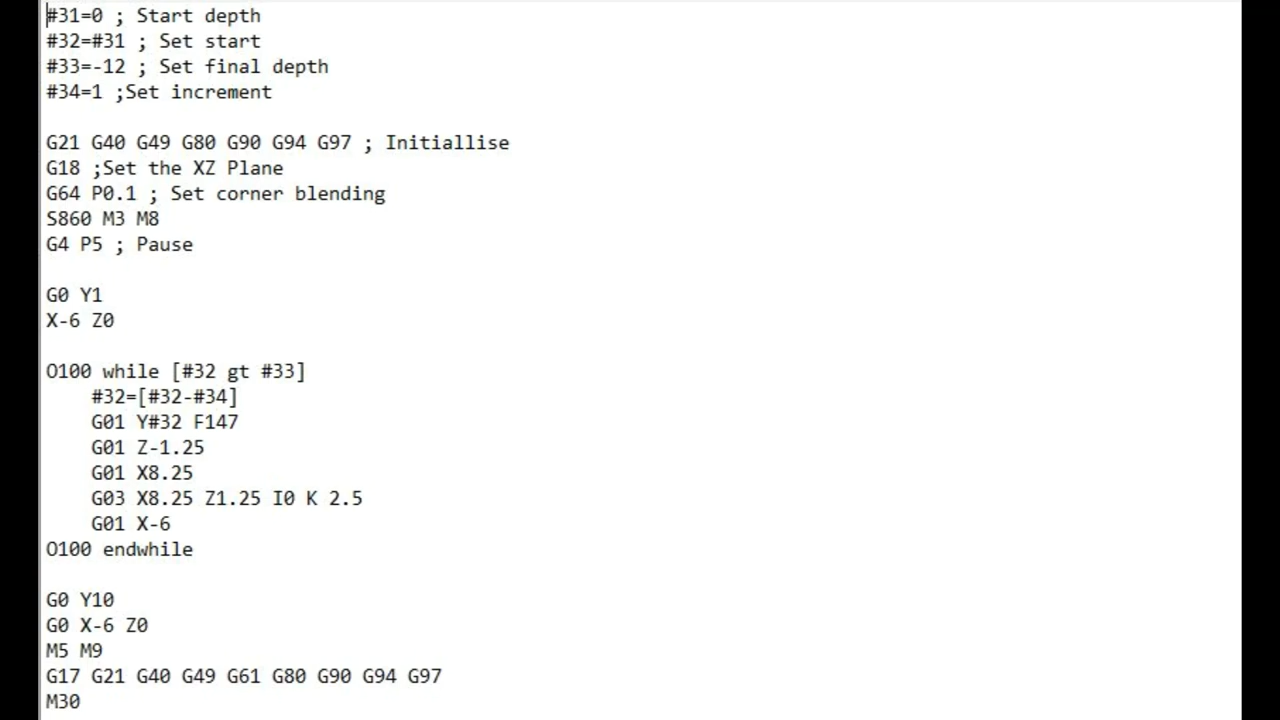 #31=0 ; Start depth
#32=#31 ; Set start
#33=-12 ; Set final depth
#34=1 ;Set increment
G21 G40 G49 G80 G90 G94 G97 ; Initiallise
G18 ;Set the XZ Plane
G64 P0.1 ; Set corner blending
S860 M3 M8
G4 P5 ; Pause
G0 Y1
X-6 Z0
O100 while [#32 gt #33]
#32=[#32-#34]
G01 Y#32 F147
G01 Z-1.25
G01 X8.25
G03 X8.25 Z1.25 I0 K 2.5
G01 X-6
O100 endwhile
G0 Y10
G0 X-6 Z0
M5 M9
G17 G21 G40 G49 G61 G80 G90 G94 G97
M30